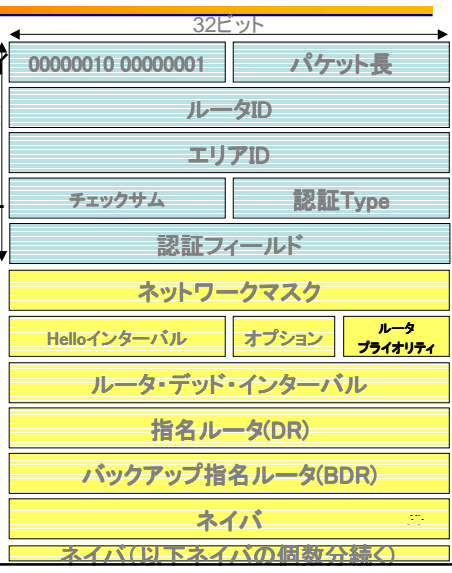 32ビット
00000010 00000001 パケット長
ルータID
エリアID
チェックサム 認証Type
認証フィールド
ネットワークマスク
Helloインターバル オプション ルータ
プライオリティ
ルータ・デッド・インターバル
指名ルータ(DR)
バックアップ指名ルータ(BDR)
ネイバ
ネイバ(以下ネイバの個数分続く)